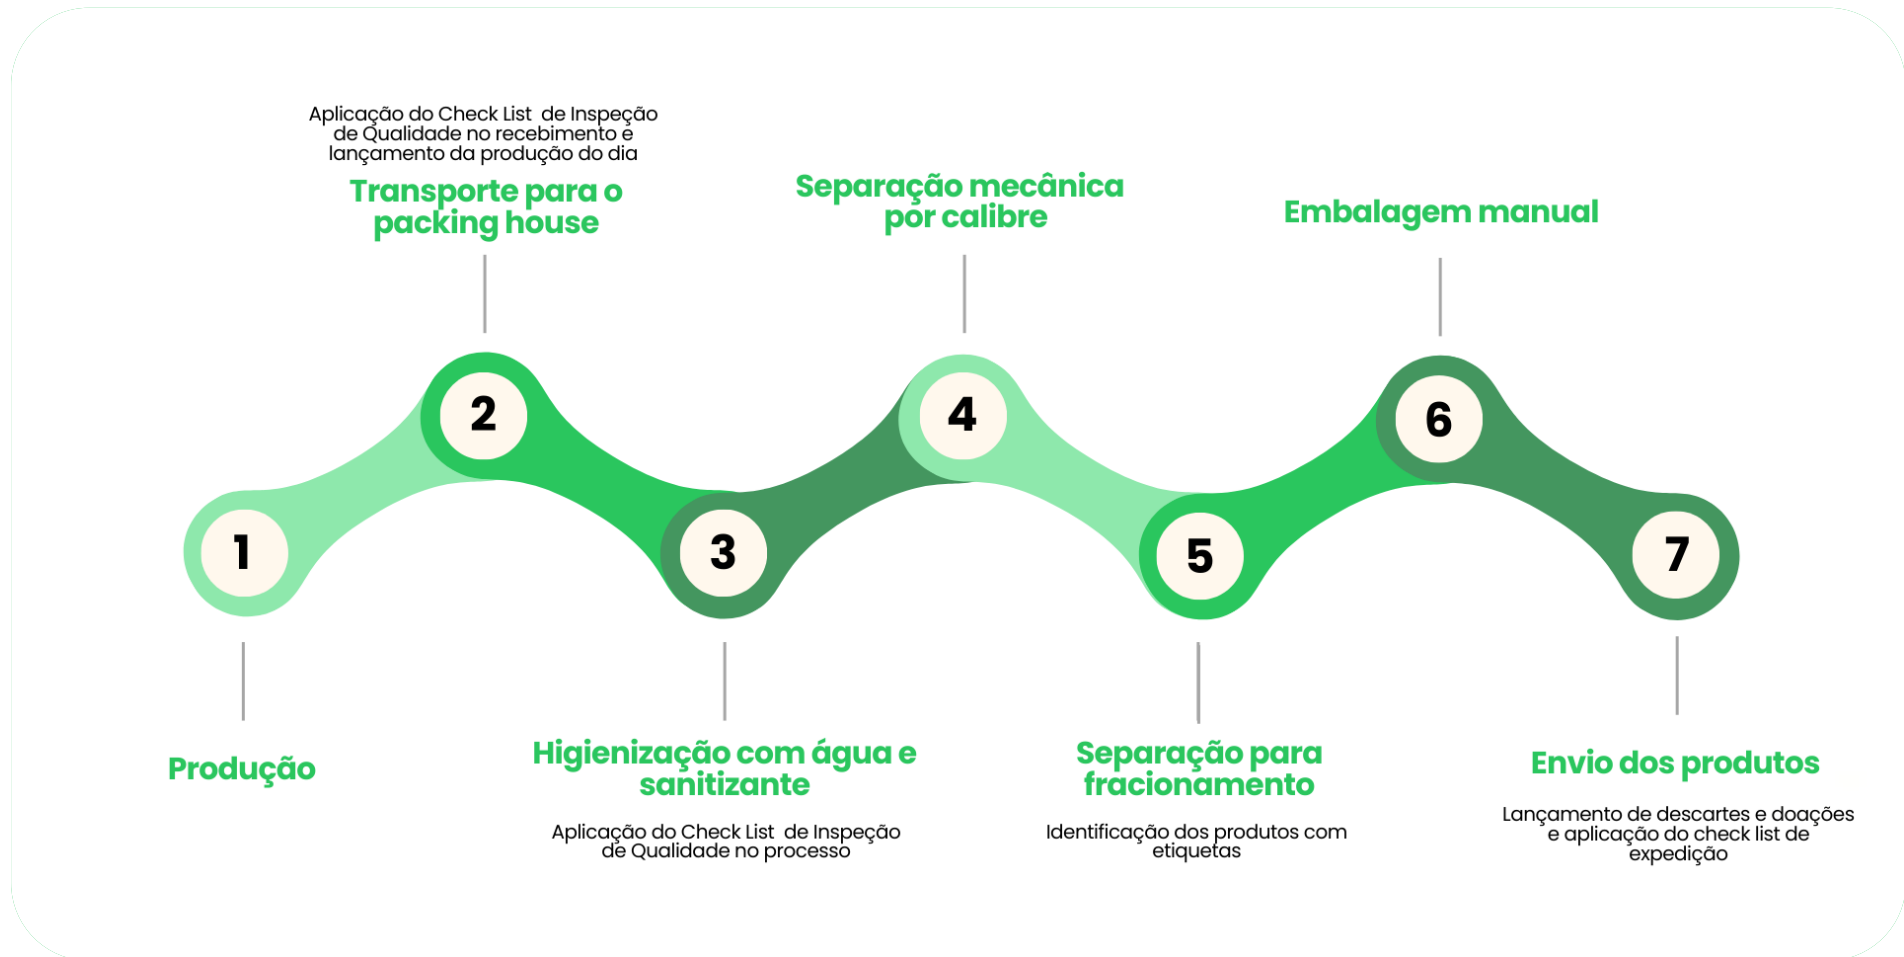 1
Produção
Aplicação do Check List  de Inspeção
de Qualidade no recebimento e
lançamento da produção do dia
Transporte para o
packing house
2
3
Higienização com água e
sanitizante
Aplicação do Check List  de Inspeção
de Qualidade no processo
Separação mecânica
por calibre
4
5
Separação para
fracionamento
Identificação dos produtos com
etiquetas
Embalagem manual
6
7
Envio dos produtos
Lançamento de descartes e doações
e aplicação do check list de
expedição